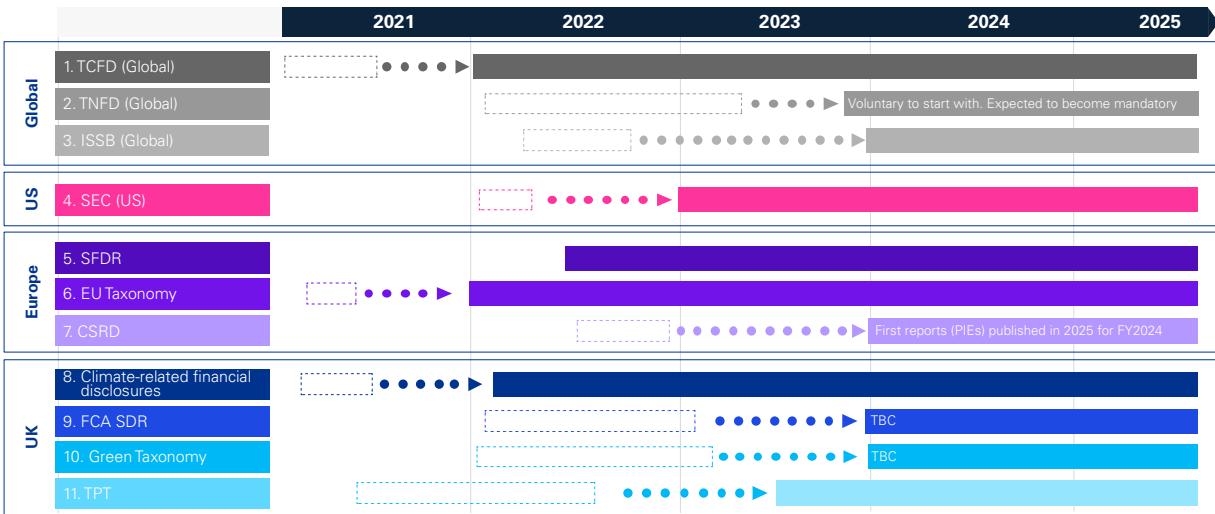 2021 2022 2023 2024 2025
Global
1. TCFD (Global)
2. TNFD (Global)
Voluntary to start with. Expected to become mandatory
3. ISSB (Global)
US
4. SEC (US)
Europe
5. SFDR
6. EU Taxonomy
7. CSRD
First reports (PIEs) published in 2025 for FY2024
UK
8. Climate-related financial
disclosures
9. FCA SDR
TBC
10. Green Taxonomy
TBC
11. TPT